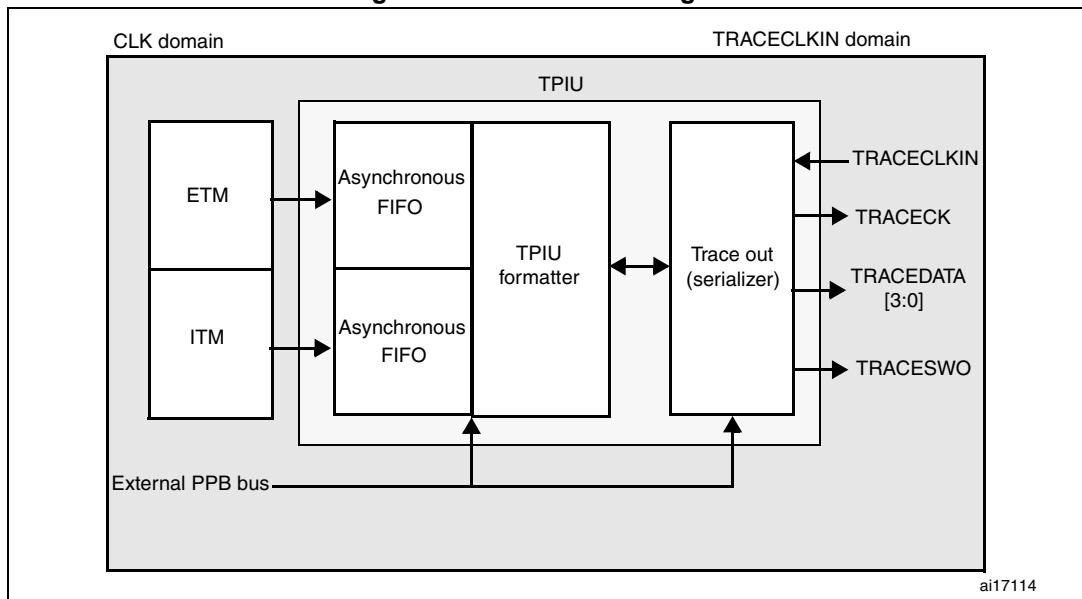 CLK domain
TRACECLKIN domain
TPIU
ETM
Asynchronous
FIFO
TPIU
formatter
Trace out
(serializer)
TRACECLKIN
TRACECK
TRACEDATA
[3:0]
TRACESWO
ITM
Asynchronous
FIFO
External PPB bus
ai17114